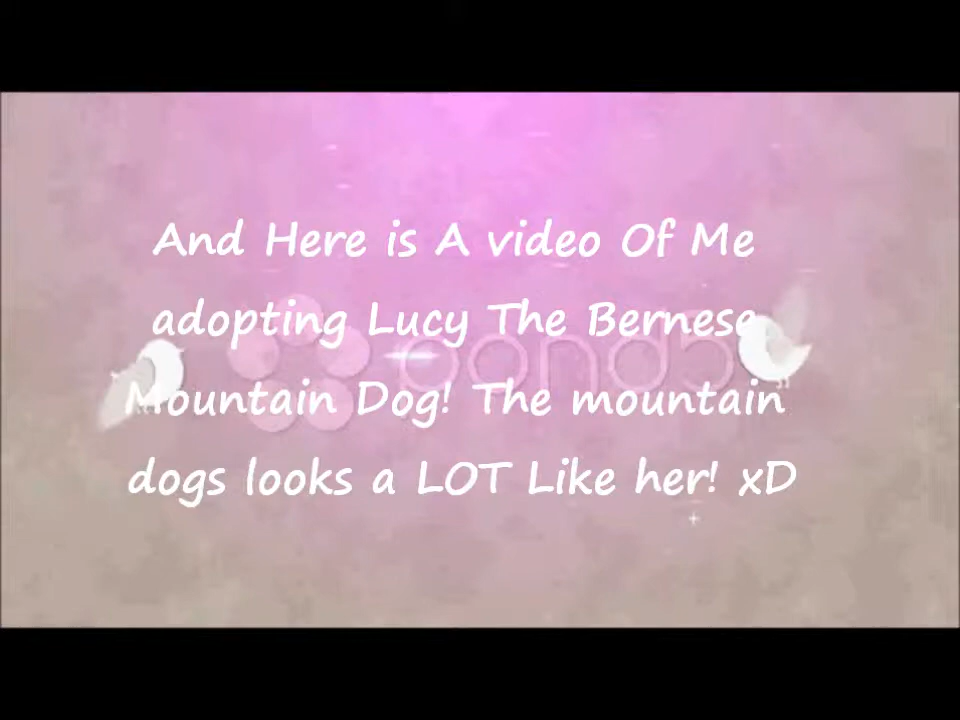 And Here is A video Of Me
adopting Lucy The Bernese
pond5
Mountain Dog! The mountain
dogs looks a LOT Like her! xD